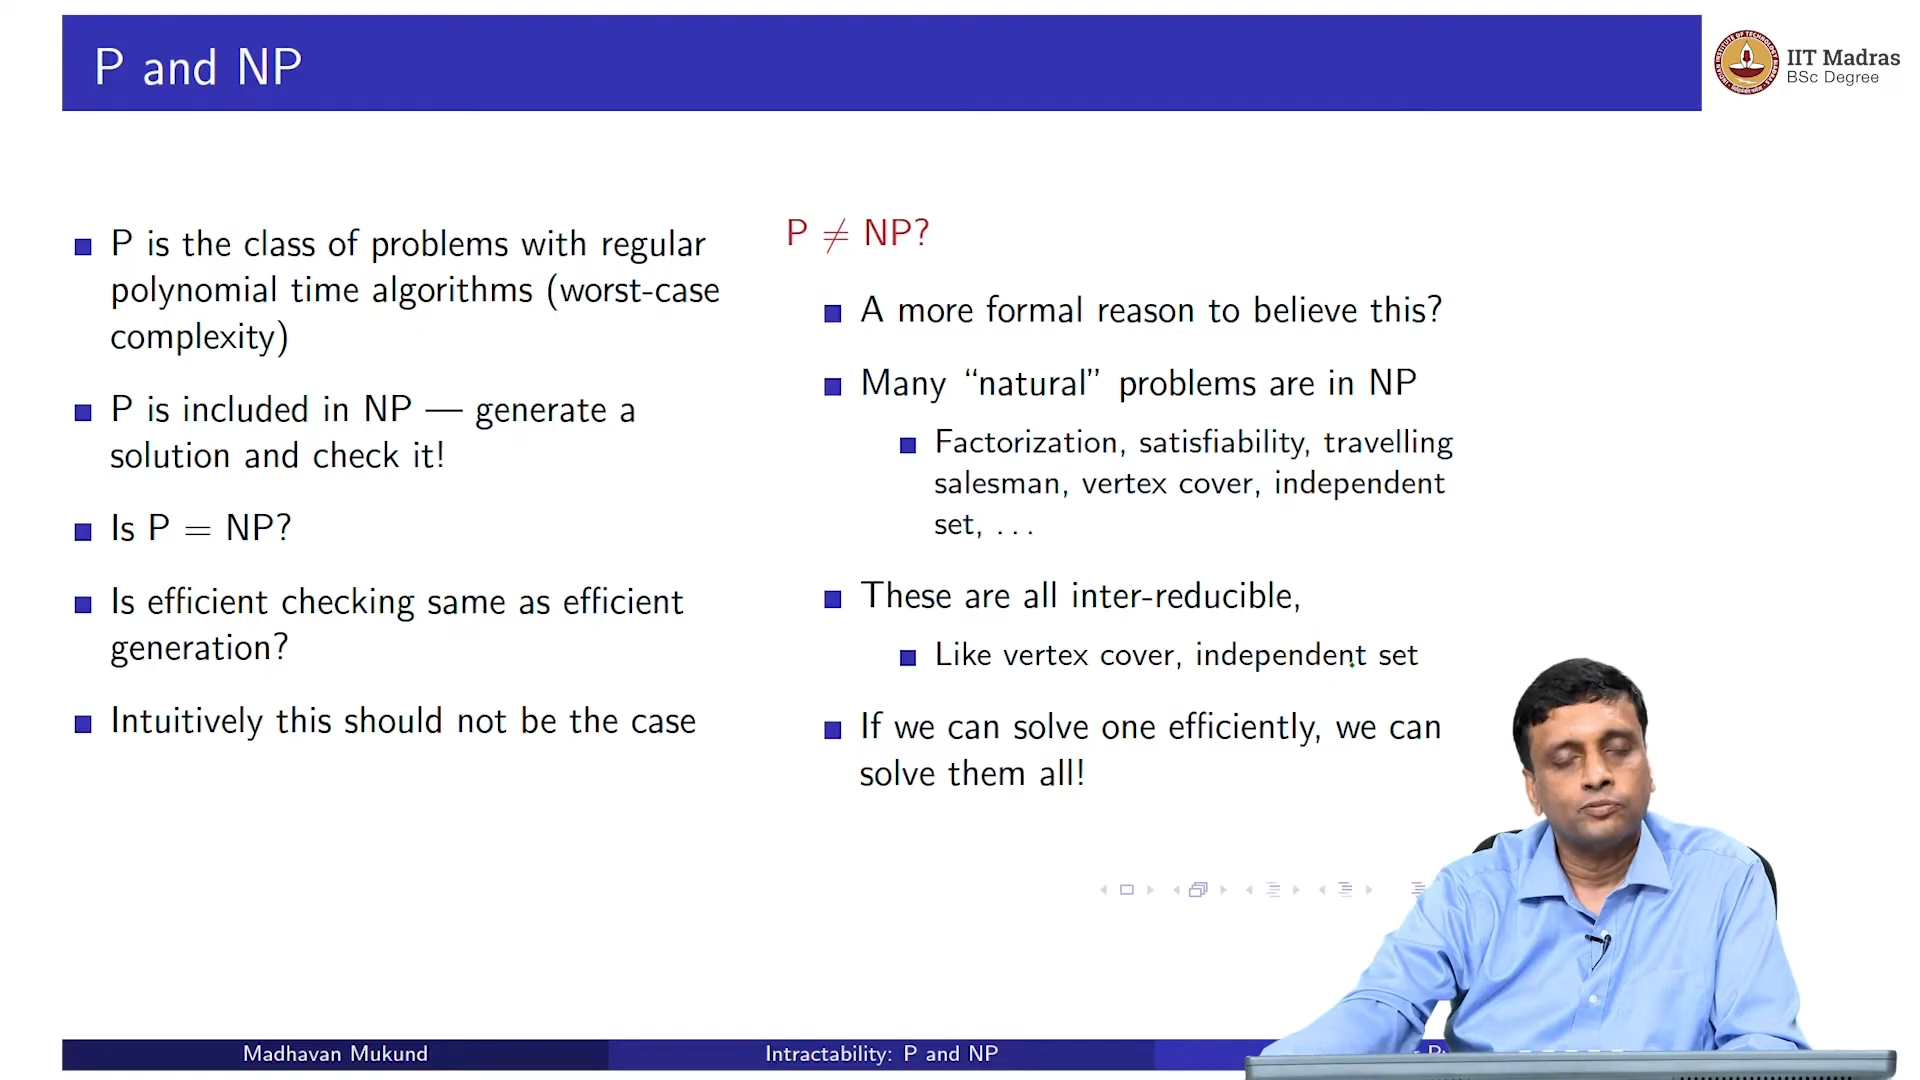 P and NP
IIT Madras
BSc Degree
P is the class of problems with regular
polynomial time algorithms (worst-case
complexity)
P is included in NP — generate a
solution and check it!
Is P = NP?
Is efficient checking same as efficient
generation?
Intuitively this should not be the case
P ≠ NP?
A more formal reason to believe this?
Many “natural” problems are in NP
Factorization, satisfiability, travelling
salesman, vertex cover, independent
set, . . .
These are all inter-reducible,
Like vertex cover, independent set
If we can solve one efficiently, we can
solve them all!
Madhavan Mukund
Intractability: P and NP